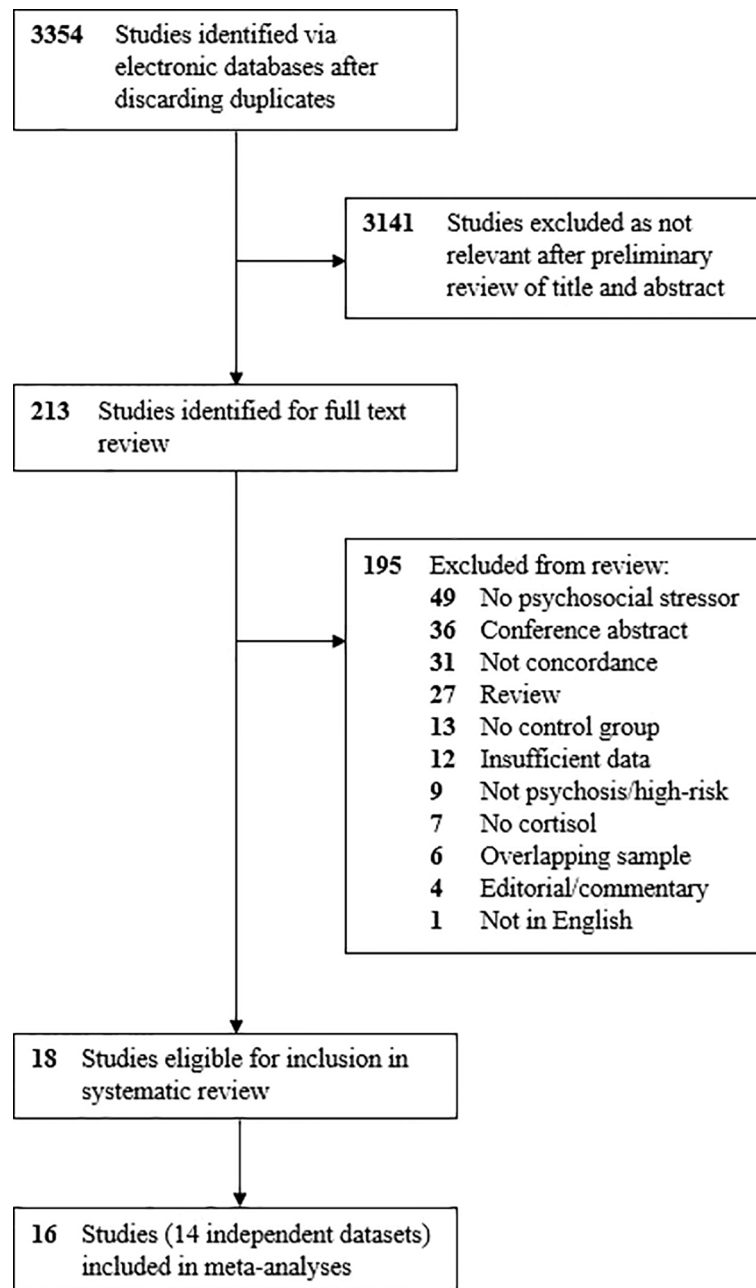 3354 Studies identified via
electronic databases after
discarding duplicates
3141 Studies excluded as not
relevant after preliminary
review of title and abstract
213 Studies identified for full text
review
195 Excluded from review:
49 No psychosocial stressor
36 Conference abstract
31 Not concordance
27 Review
13 No control group
12 Insufficient data
9 Not psychosis/high-risk
7 No cortisol
6 Overlapping sample
4 Editorial/commentary
1 Not in English
18 Studies eligible for inclusion in
systematic review
16 Studies (14 independent datasets)
included in meta-analyses